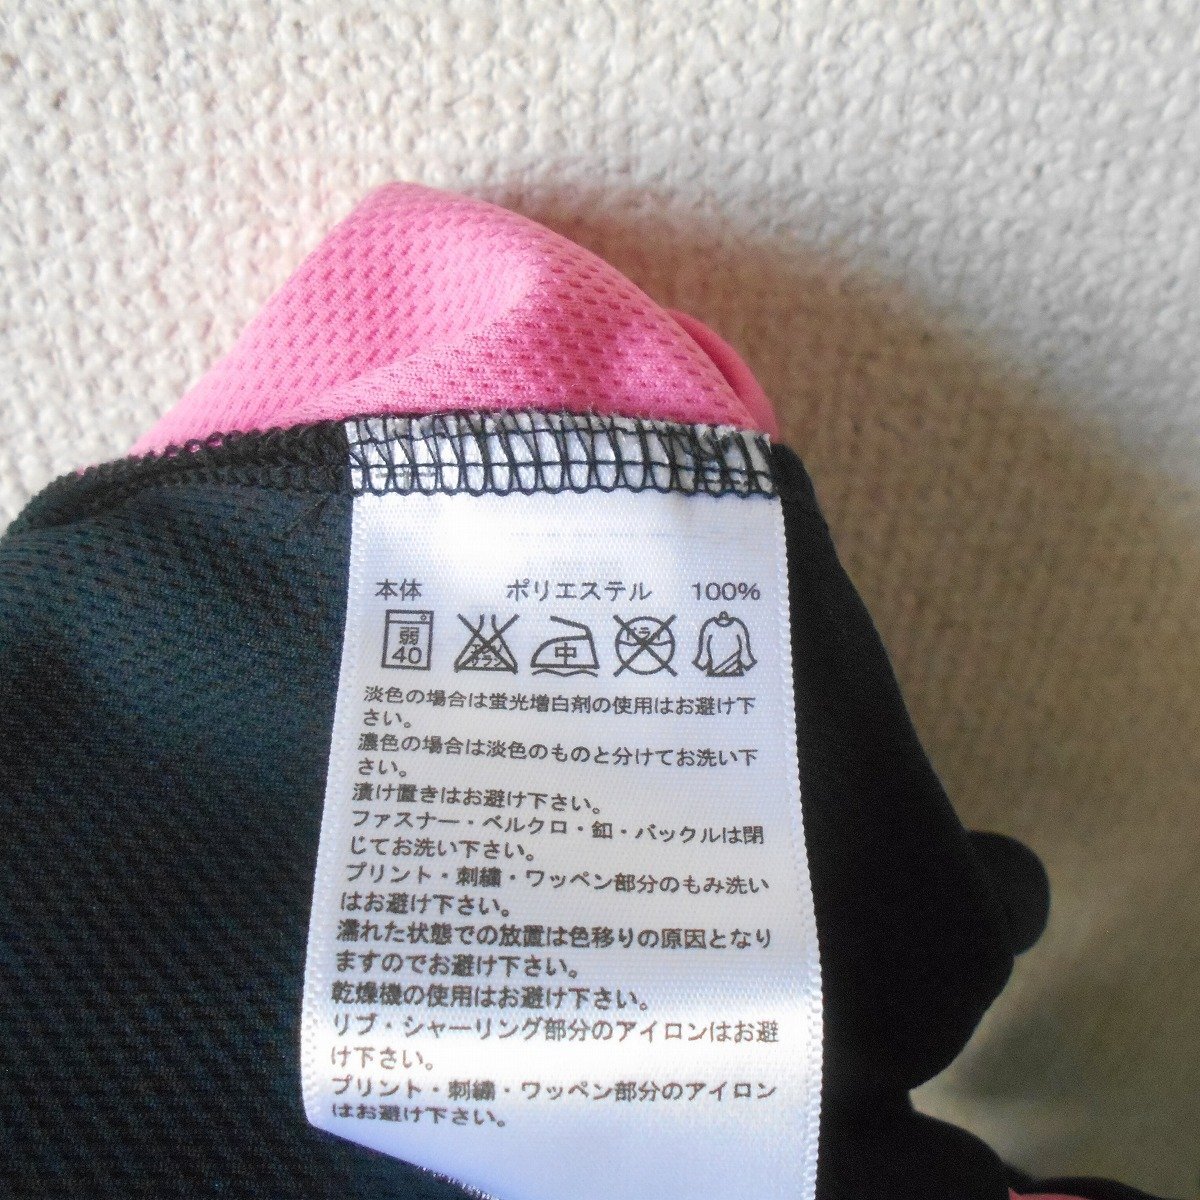 本体 ポリエステル 100%
弱 40 エンソ サラシ 中 ドライ
淡色の場合は蛍光増白剤の使用はお避け下
さい。
濃色の場合は淡色のものと分けてお洗い下
さい。
漬け置きはお避け下さい。
ファスナー・ベルクロ・釦・バックルは閉
じてお洗い下さい。
プリント・刺繍・ワッペン部分のもみ洗い
はお避け下さい。
濡れた状態での放置は色移りの原因となり
ますのでお避け下さい。
乾燥機の使用はお避け下さい。
リブ・シャーリング部分のアイロンはお避
け下さい。
プリント・刺繍・ワッペン部分のアイロン
はお避け下さい。